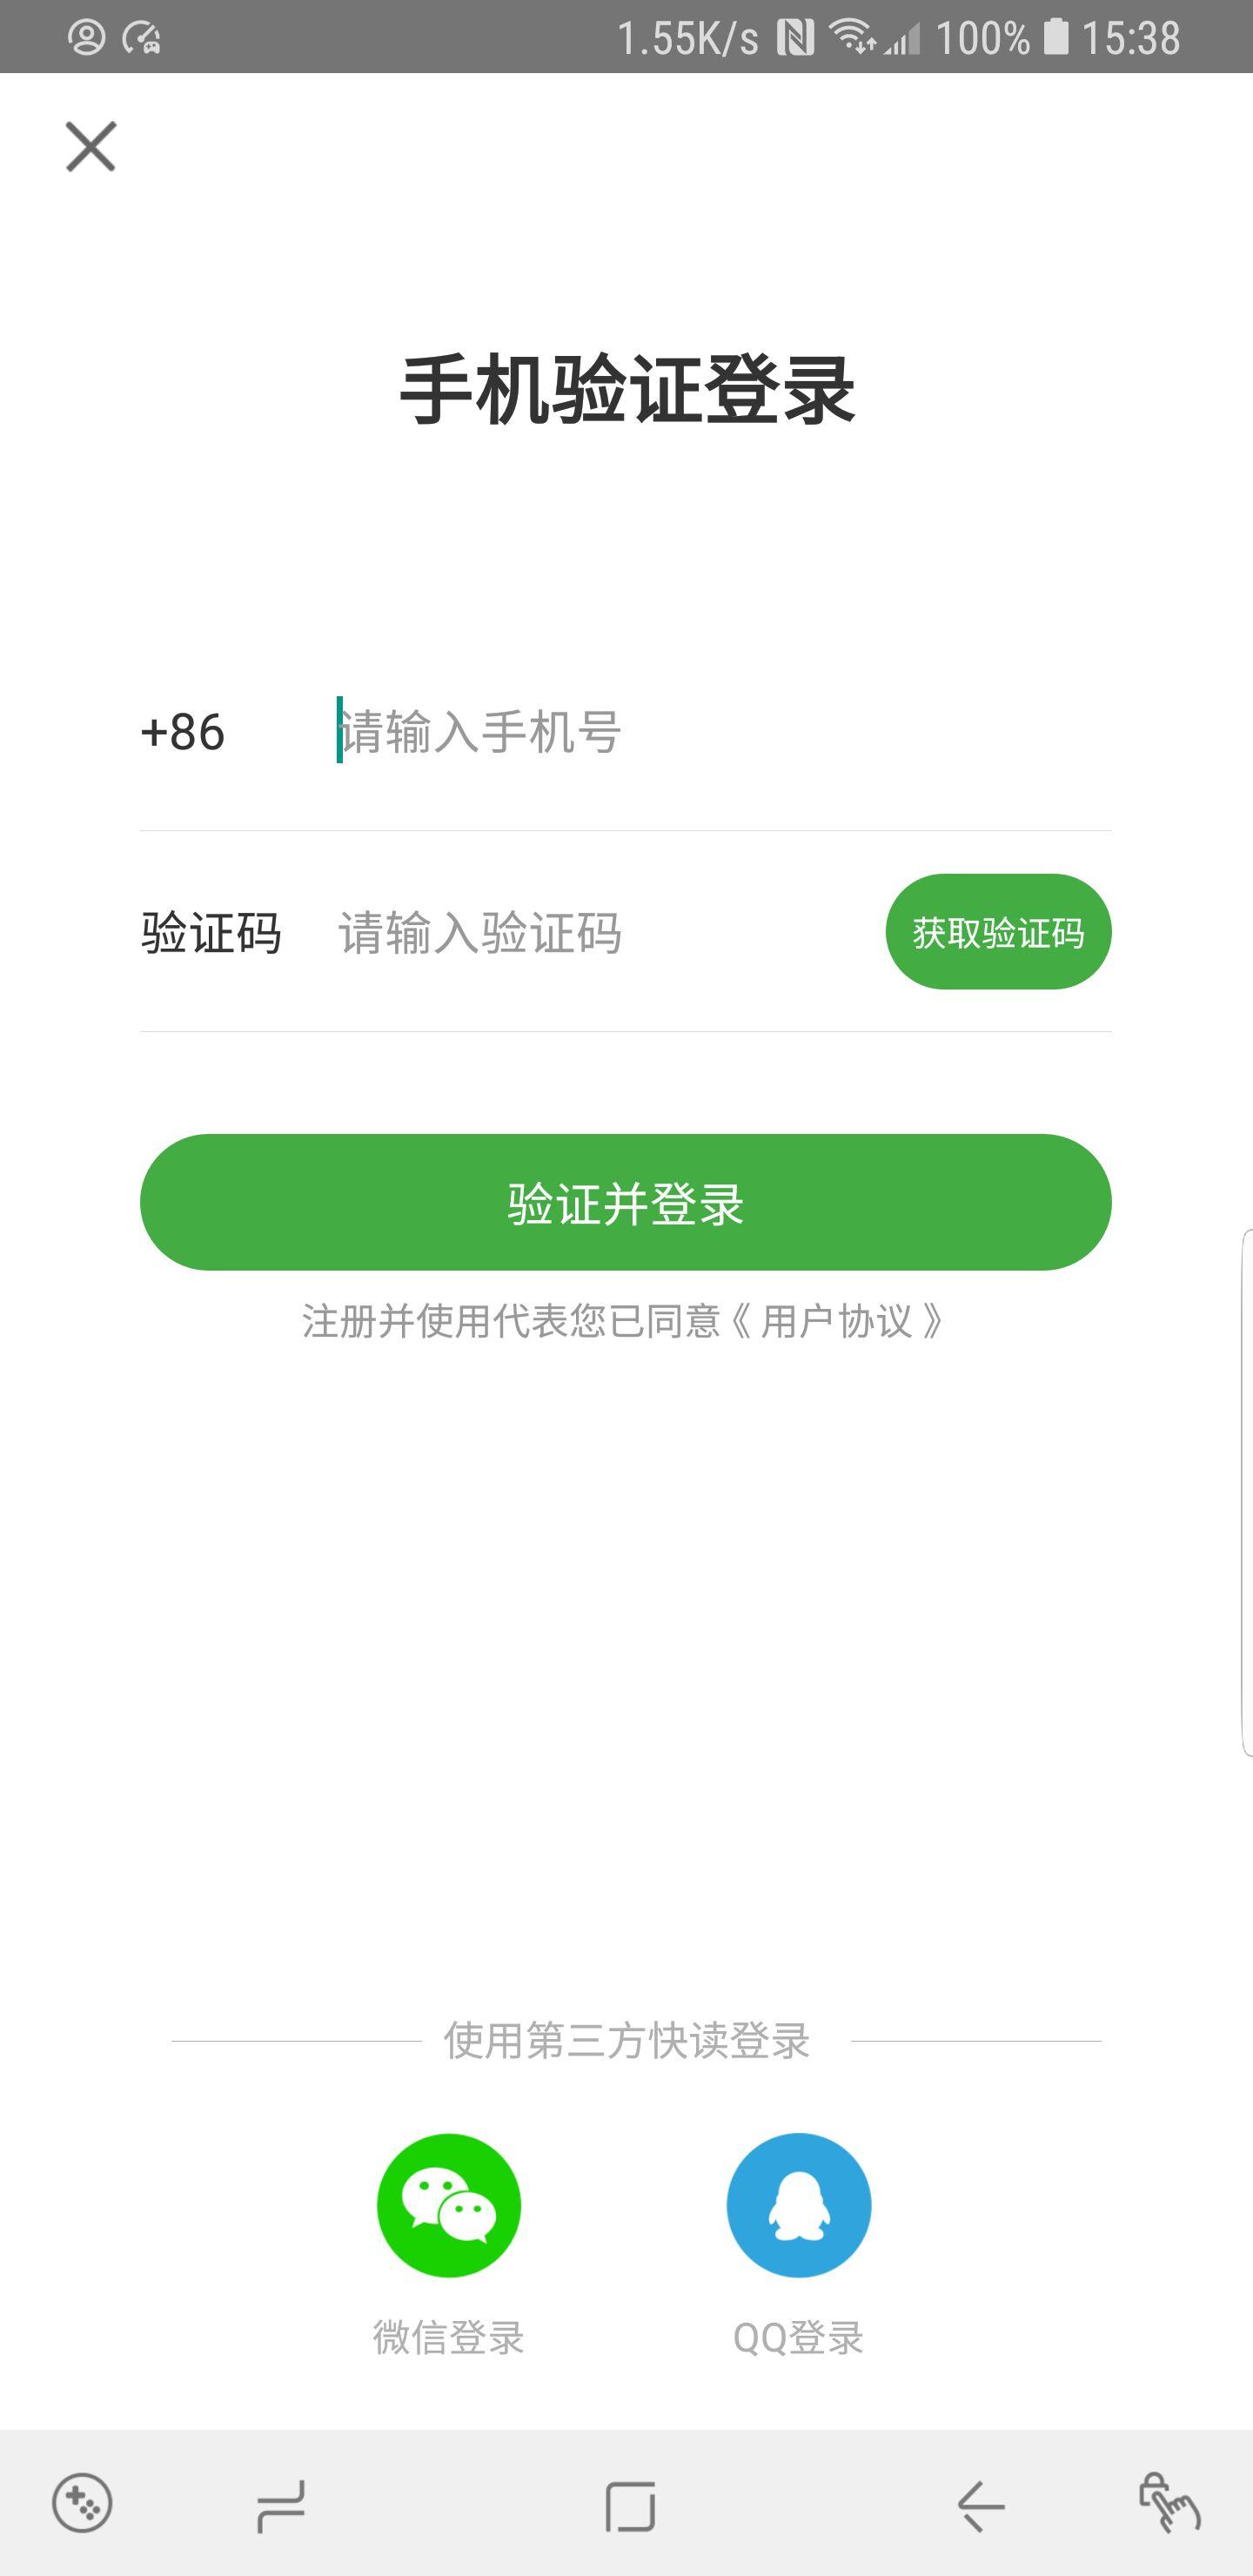 1.55K/s 100% 15:38
手机验证登录
+86 请输入手机号
验证码 请输入验证码 获取验证码
验证并登录
注册并使用代表您已同意《 用户协议 》
使用第三方快读登录
微信登录 QQ登录